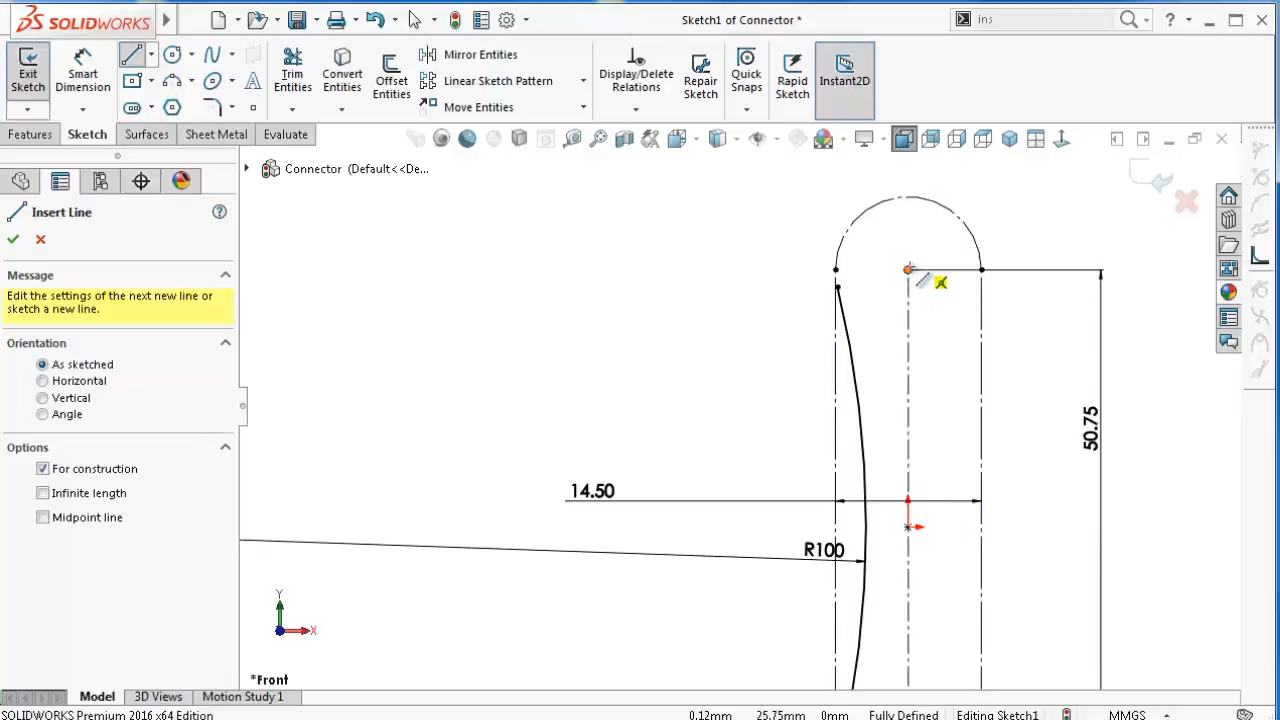 SOLIDWORKS
Sketch1 of Connector *
ins
?
Exit
Sketch
Smart
Dimension
Trim
Entities
Convert
Entities
Offset
Entities
Mirror Entities
Linear Sketch Pattern
Move Entities
Display/Delete
Relations
Repair
Sketch
Quick
Snaps
Rapid
Sketch
Instant2D
Features
Sketch
Surfaces
Sheet Metal
Evaluate
Connector (Default<<De...
Insert Line
?
Message
Edit the settings of the next new line or
sketch a new line.
Orientation
As sketched
Horizontal
Vertical
Angle
Options
For construction
Infinite length
Midpoint line
50.75
14.50
R100
Y
X
*Front
Model
3D Views
Motion Study 1
SOLIDWORKS Premium 2016 x64 Edition
0.12mm
25.75mm
0mm
Fully Defined
Editing Sketch1
MMGS